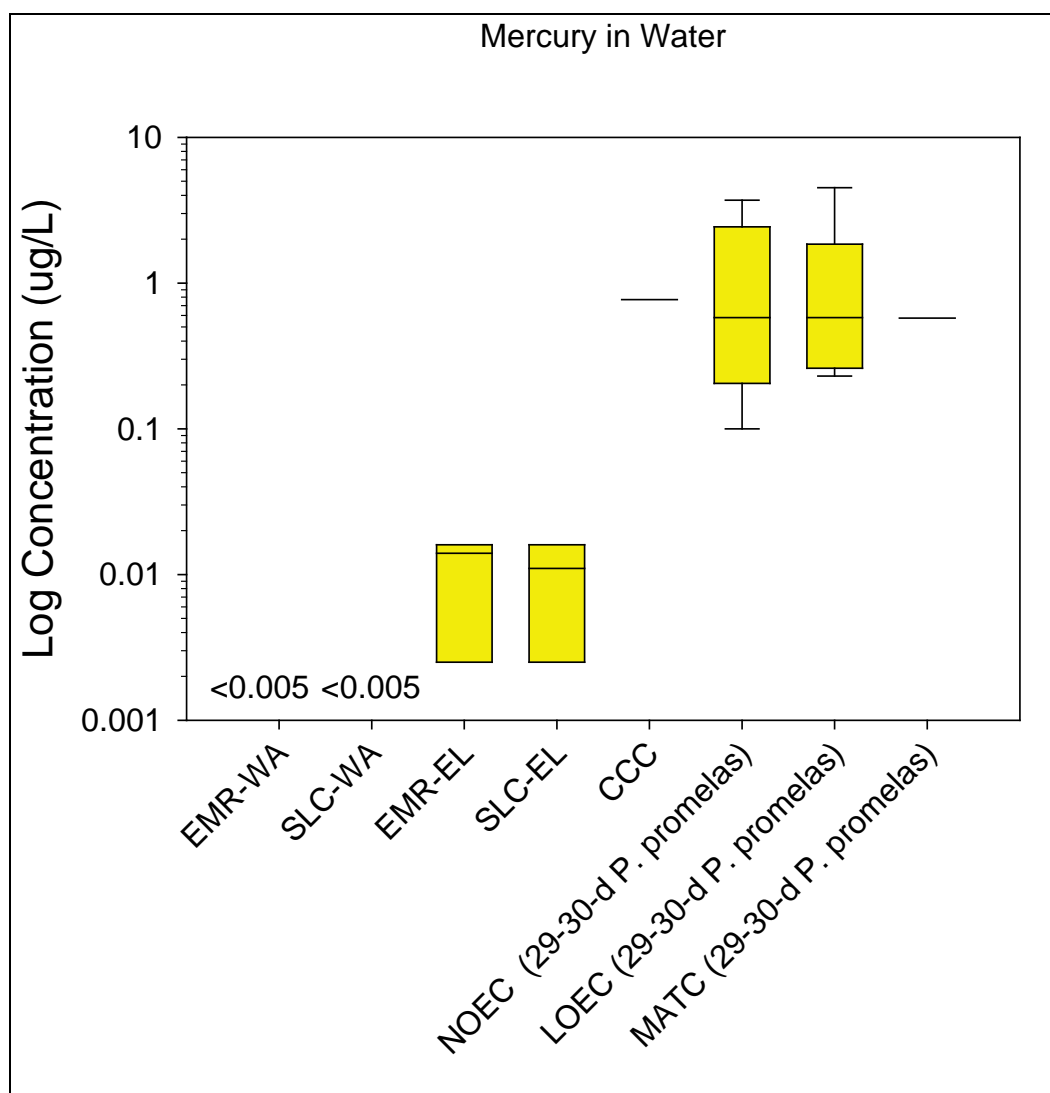 Mercury in Water
Log Concentration (ug/L)
10
1
0.1
0.01
0.001
<0.005 <0.005
EMR-WA
SLC-WA
EMR-EL
SLC-EL
CCC
NOEC (29-30-d P. promelas)
LOEC (29-30-d P. promelas)
MATC (29-30-d P. promelas)